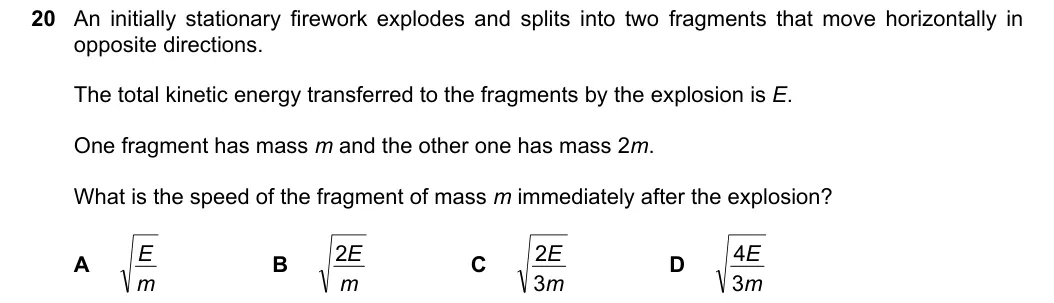 20 An initially stationary firework explodes and splits into two fragments that move horizontally in
opposite directions.
The total kinetic energy transferred to the fragments by the explosion is E.
One fragment has mass m and the other one has mass 2m.
What is the speed of the fragment of mass m immediately after the explosion?
A √(E/m) B √(2E/m) C √(2E/3m) D √(4E/3m)